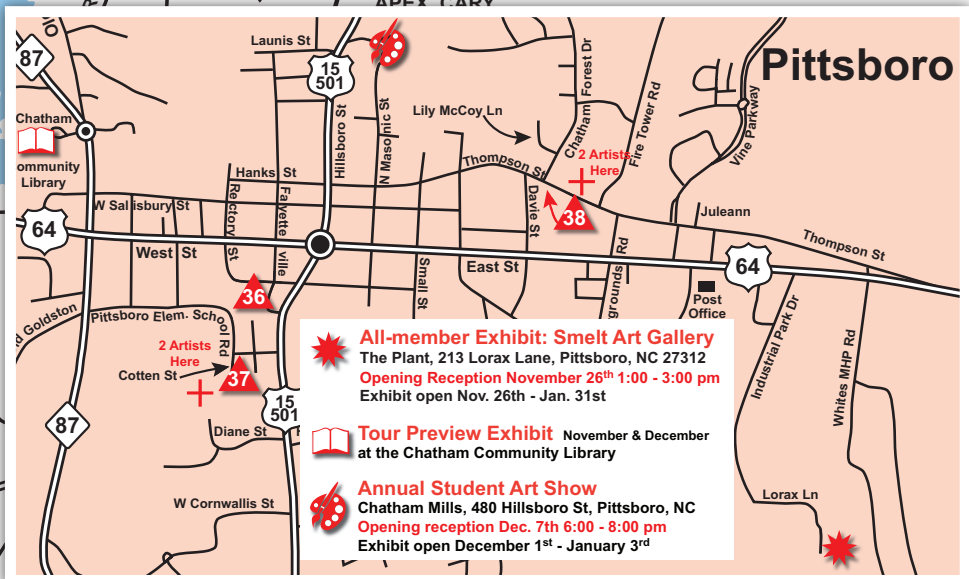 APEX, CARY
Pittsboro
87
Launis St
15
501
Lily McCoy Ln
Chatham Forest Dr
Fire Tower Rd
Vine Parkway
Hillsboro St
N Masonic St
Chatham
ommunity
Library
Thompson St
2 Artists
Here
Hanks St
Rectory St
Fayetteville
W Salisbury St
Davie St
38
Juleann
64
West St
Small St
East St
grounds Rd
64
Thompson St
36
Post
Office
Industrial Park Dr
Whites MHP Rd
d Goldston
Pittsboro Elem. School Rd
2 Artists
Here
Cotten St
37
15
501
87
Diane St
W Cornwallis St
Lorax Ln
All-member Exhibit: Smelt Art Gallery
The Plant, 213 Lorax Lane, Pittsboro, NC 27312
Opening Reception November 26th 1:00 - 3:00 pm
Exhibit open Nov. 26th - Jan. 31st
Tour Preview Exhibit November & December
at the Chatham Community Library
Annual Student Art Show
Chatham Mills, 480 Hillsboro St, Pittsboro, NC
Opening reception Dec. 7th 6:00 - 8:00 pm
Exhibit open December 1st - January 3rd